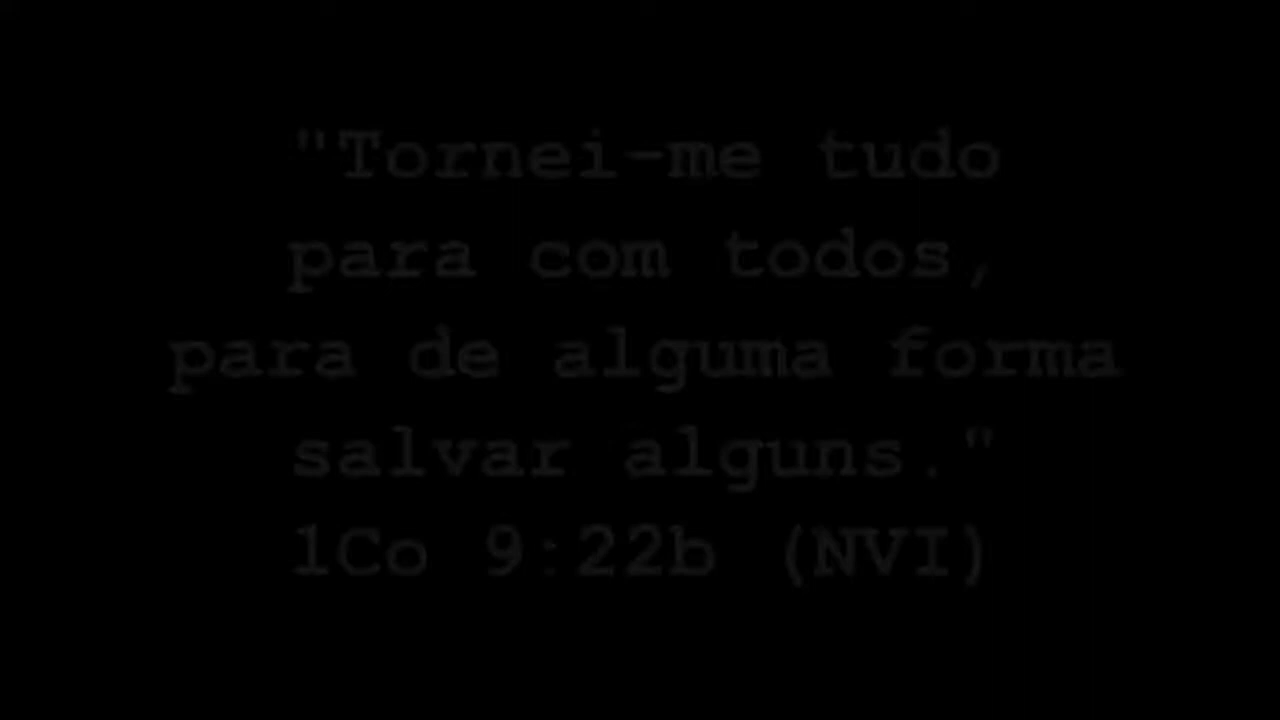 "Tornei-me tudo
para com todos,
para de alguma forma
salvar alguns."
1Co 9:22b (NVI)